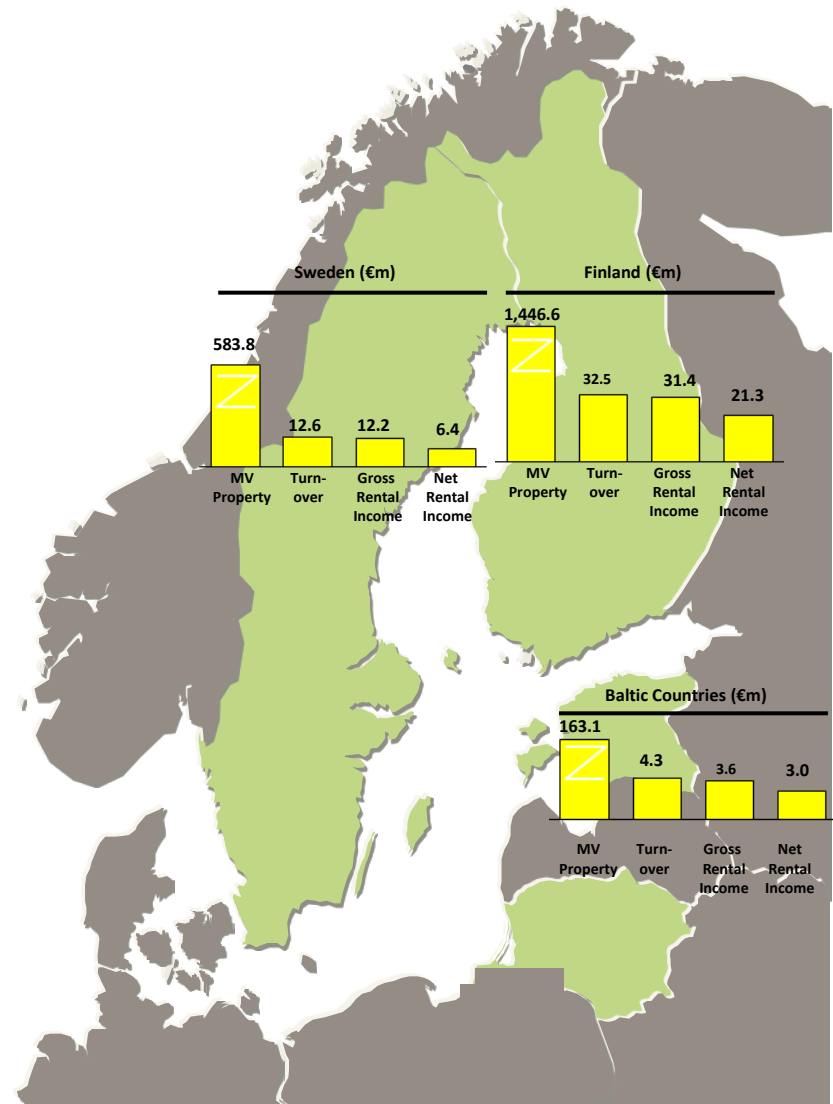 Sweden (€m)
583.8
12.6
12.2
6.4
MV
Property
Turn-
over
Gross
Rental
Income
Net
Rental
Income
Finland (€m)
1,446.6
32.5
31.4
21.3
MV
Property
Turn-
over
Gross
Rental
Income
Net
Rental
Income
Baltic Countries (€m)
163.1
4.3
3.6
3.0
MV
Property
Turn-
over
Gross
Rental
Income
Net
Rental
Income